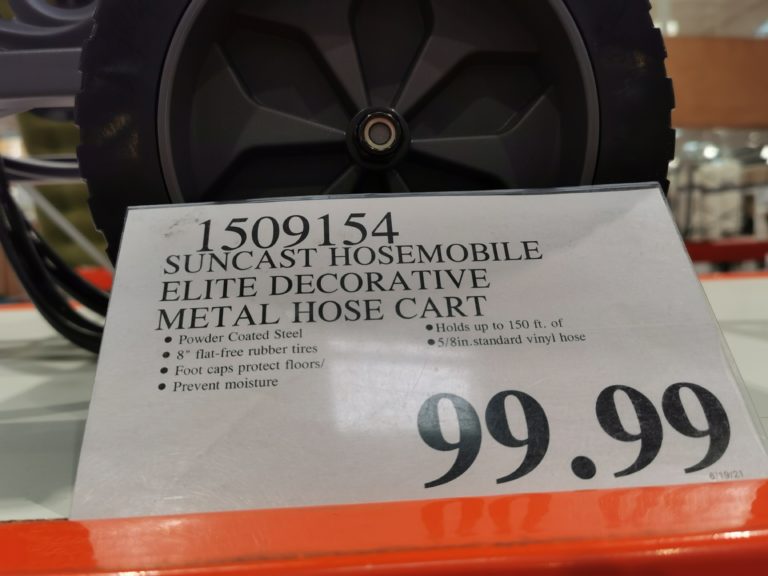 1509154
SUNCAST HOSEMOBILE
ELITE DECORATIVE
METAL HOSE CART
• Powder Coated Steel
• 8" flat-free rubber tires
• Foot caps protect floors/
• Prevent moisture
• Holds up to 150 ft. of
• 5/8in.standard vinyl hose
99.99
6/19/21